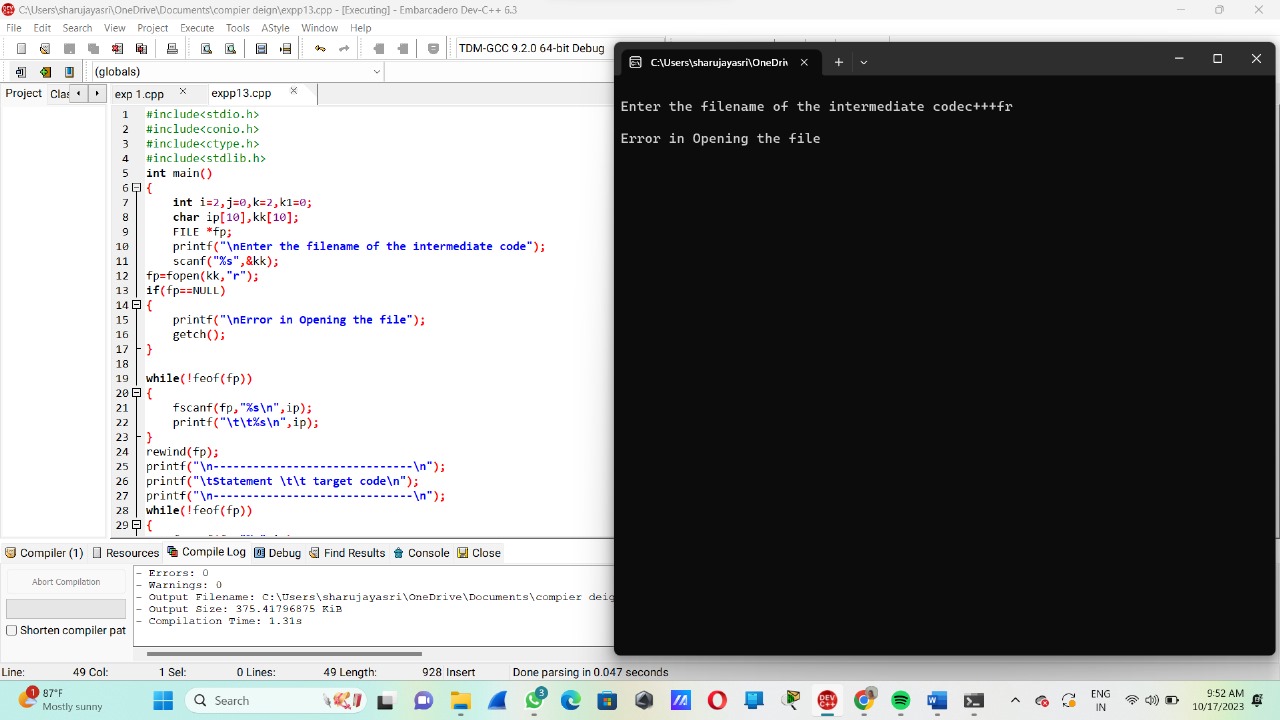 C:\Users\sharujayasri\OneDrive\Documents\compier deign\expp13.cpp - [Executing] - Embarcadero Dev-C++ 6.3
File Edit Search View Project Execute Tools AStyle Window Help
TDM-GCC 9.2.0 64-bit Debug
(globals)
Project Clas exp 1.cpp expp13.cpp
1 #include<stdio.h>
2 #include<conio.h>
3 #include<ctype.h>
4 #include<stdlib.h>
5 int main()
6 {
7 int i=2,j=0,k=2,k1=0;
8 char ip[10],kk[10];
9 FILE *fp;
10 printf("\nEnter the filename of the intermediate code");
11 scanf("%s",&kk);
12 fp=fopen(kk,"r");
13 if(fp==NULL)
14 {
15 printf("\nError in Opening the file");
16 getch();
17 }
18
19 while(!feof(fp))
20 {
21 fscanf(fp,"%s\n",ip);
22 printf("\t\t%s\n",ip);
23 }
24 rewind(fp);
25 printf("\n------------------------------\n");
26 printf("\tStatement \t\t target code\n");
27 printf("\n------------------------------\n");
28 while(!feof(fp))
29 {
C:\Users\sharujayasri\OneDriv
Enter the filename of the intermediate codec+++fr
Error in Opening the file
Compiler (1) Resources Compile Log Debug Find Results Console Close
Abort Compilation
Shorten compiler pat
- Errors: 0
- Warnings: 0
- Output Filename: C:\Users\sharujayasri\OneDrive\Documents\compier deig
- Output Size: 375.41796875 KiB
- Compilation Time: 1.31s
Line: 49 Col: 1 Sel: 0 Lines: 49 Length: 928 Insert Done parsing in 0.047 seconds
1 87°F
Mostly sunny
Search
3
DEV C++
ENG
IN
9:52 AM
10/17/2023